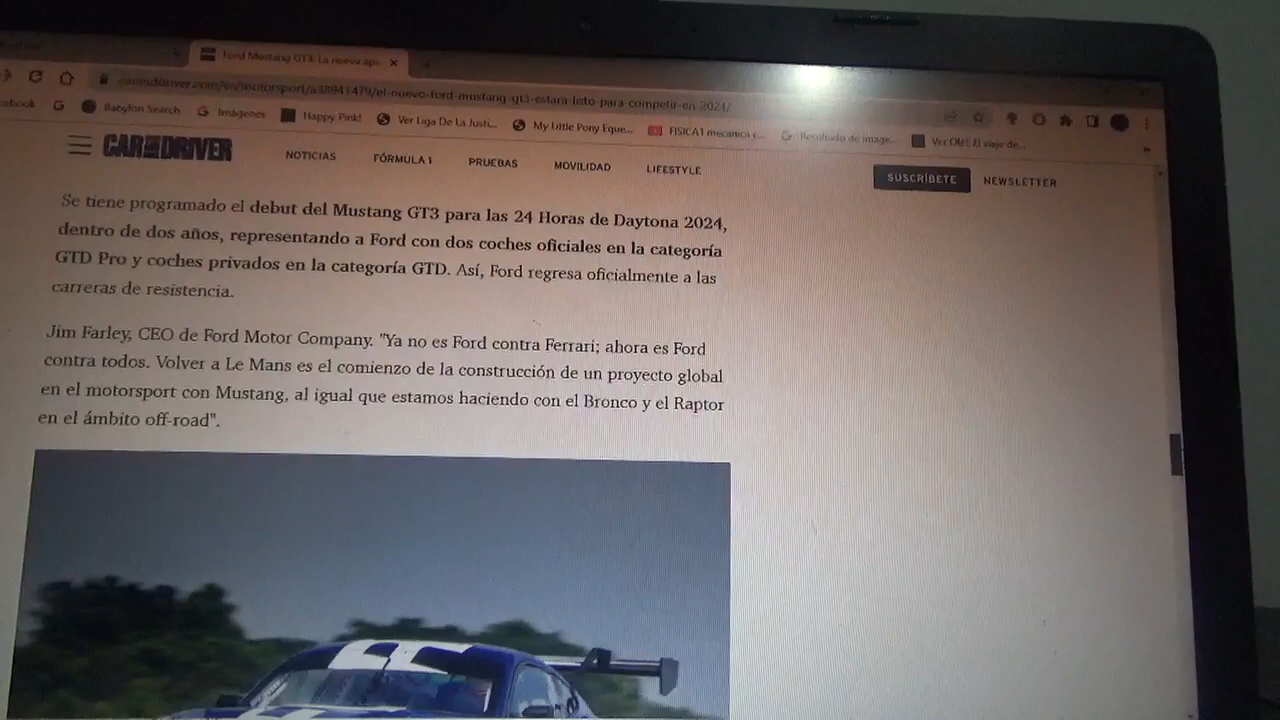 Ford Mustang GT3: La nueva
caranddriver.com/es/motorsport/a38941479/el-nuevo-ford-mustang-gt3-estara-listo-para-competir-en-2024/
Babylon Search Imágenes Happy Pink! Ver Liga De La Justi... My Little Pony Eque... FISICA1 mecanica c... Resultado de image... Ver Olé! El viaje de...
CAR AND DRIVER NOTICIAS FÓRMULA 1 PRUEBAS MOVILIDAD LIFESTYLE SUSCRÍBETE NEWSLETTER
Se tiene programado el debut del Mustang GT3 para las 24 Horas de Daytona 2024,
dentro de dos años, representando a Ford con dos coches oficiales en la categoría
GTD Pro y coches privados en la categoría GTD. Así, Ford regresa oficialmente a las
carreras de resistencia.
Jim Farley, CEO de Ford Motor Company. "Ya no es Ford contra Ferrari; ahora es Ford
contra todos. Volver a Le Mans es el comienzo de la construcción de un proyecto global
en el motorsport con Mustang, al igual que estamos haciendo con el Bronco y el Raptor
en el ámbito off-road".